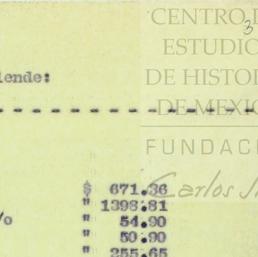 CENTRO D
3
ESTUDIO
lende:
DE HISTOR
DE MEXIC
FUNDAC
Carlos S
$ 671.36
" 1398.81
/o " 54.90
" 50.90
" 255.65